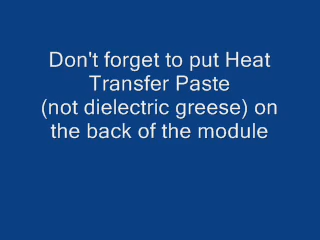 Don't forget to put Heat
Transfer Paste
(not dielectric greese) on
the back of the module